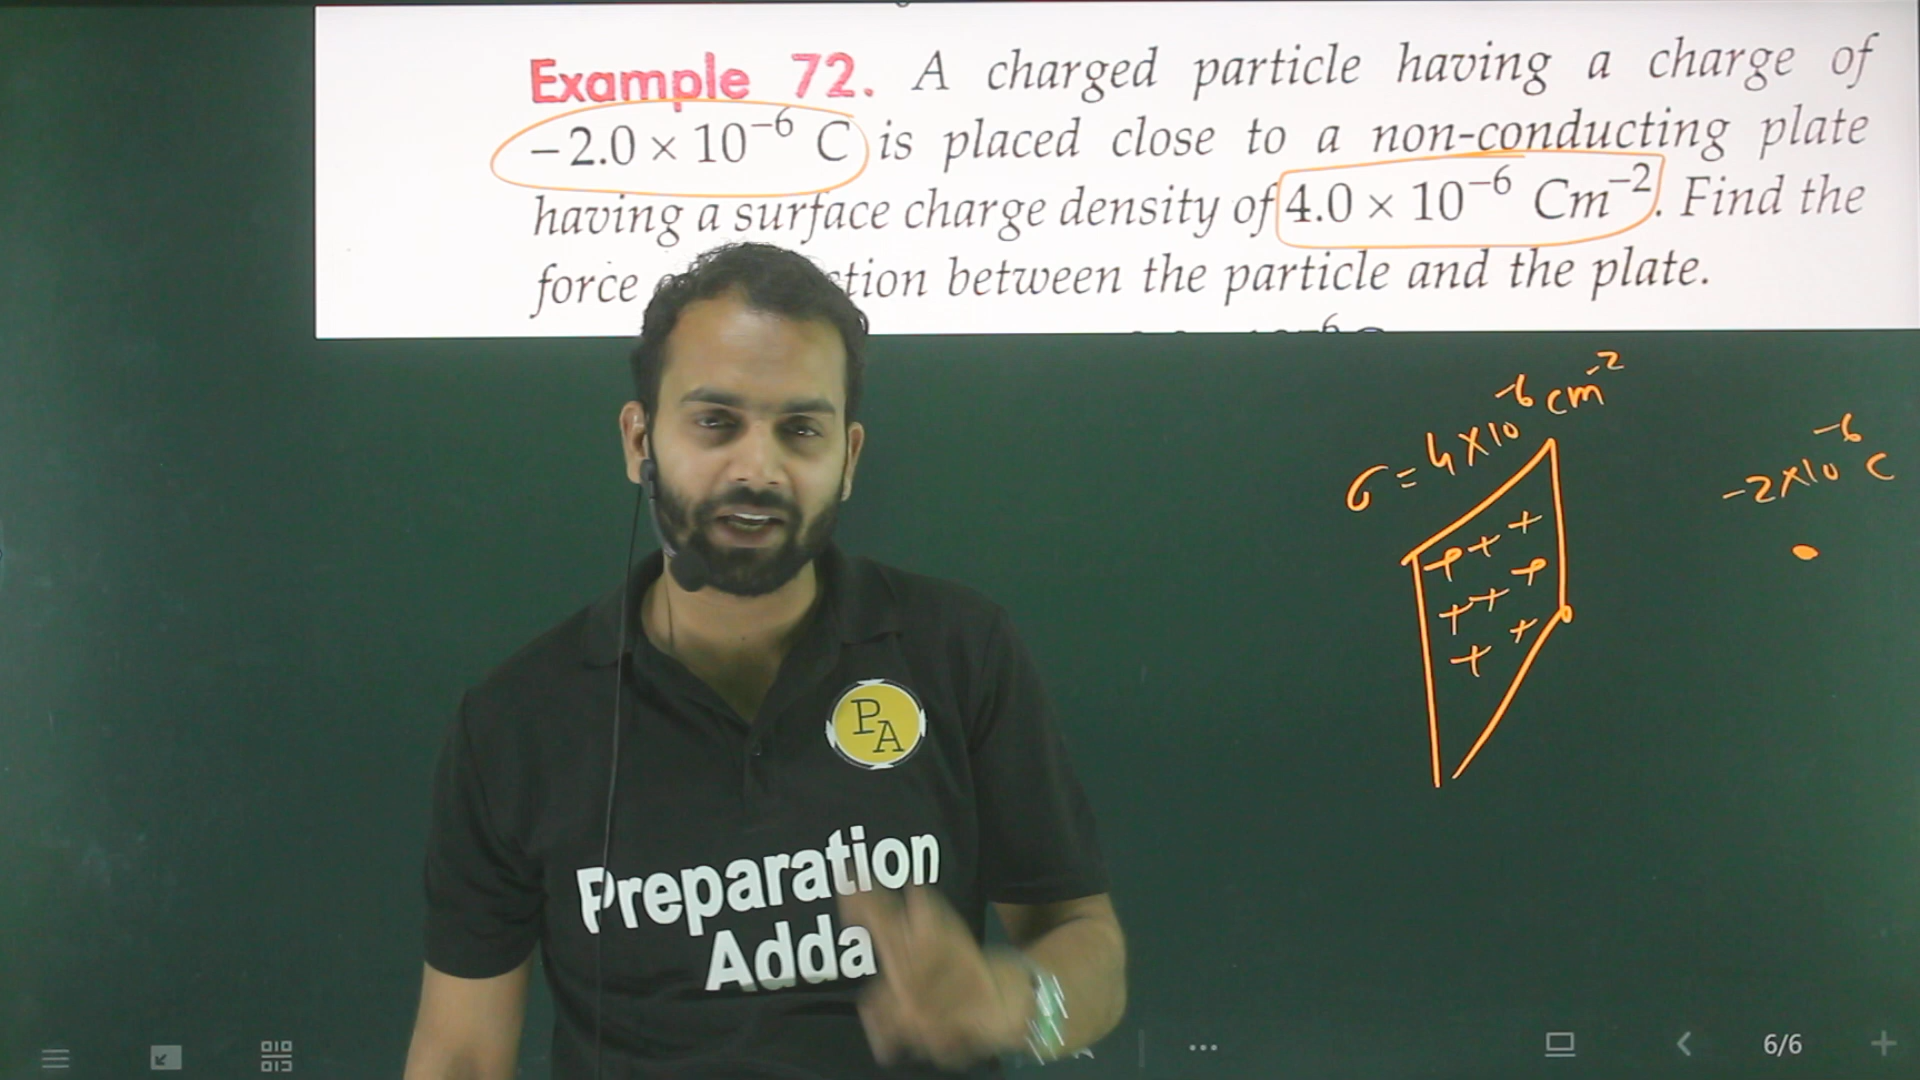 Example 72. A charged particle having a charge of
−2.0 × 10⁻⁶ C is placed close to a non-conducting plate
having a surface charge density of 4.0 × 10⁻⁶ Cm⁻². Find the
force between the particle and the plate.
σ = 4×10⁻⁶ cm⁻²
−2×10⁻⁶ C
+ + +
+ +
+ + +
+
PA
Preparation
Adda
6/6